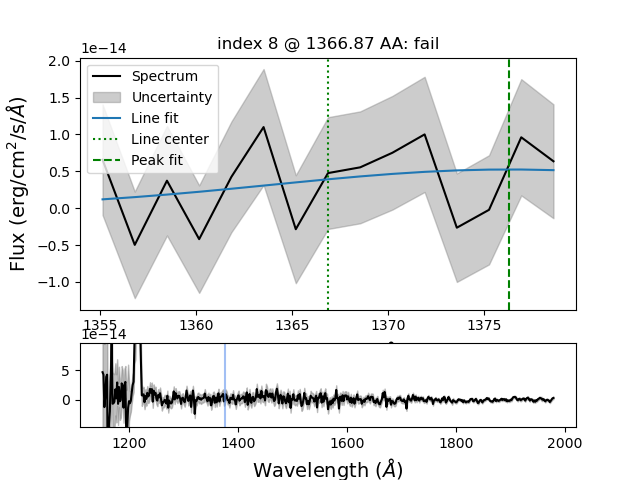 index 8 @ 1366.87 AA: fail
1e−14
2.0
1.5
1.0
0.5
0.0
−0.5
−1.0
Flux (erg/cm²/s/Å)
Spectrum
Uncertainty
Line fit
Line center
Peak fit
1355 1360 1365 1370 1375
1e−14
5
0
1200 1400 1600 1800 2000
Wavelength (Å)